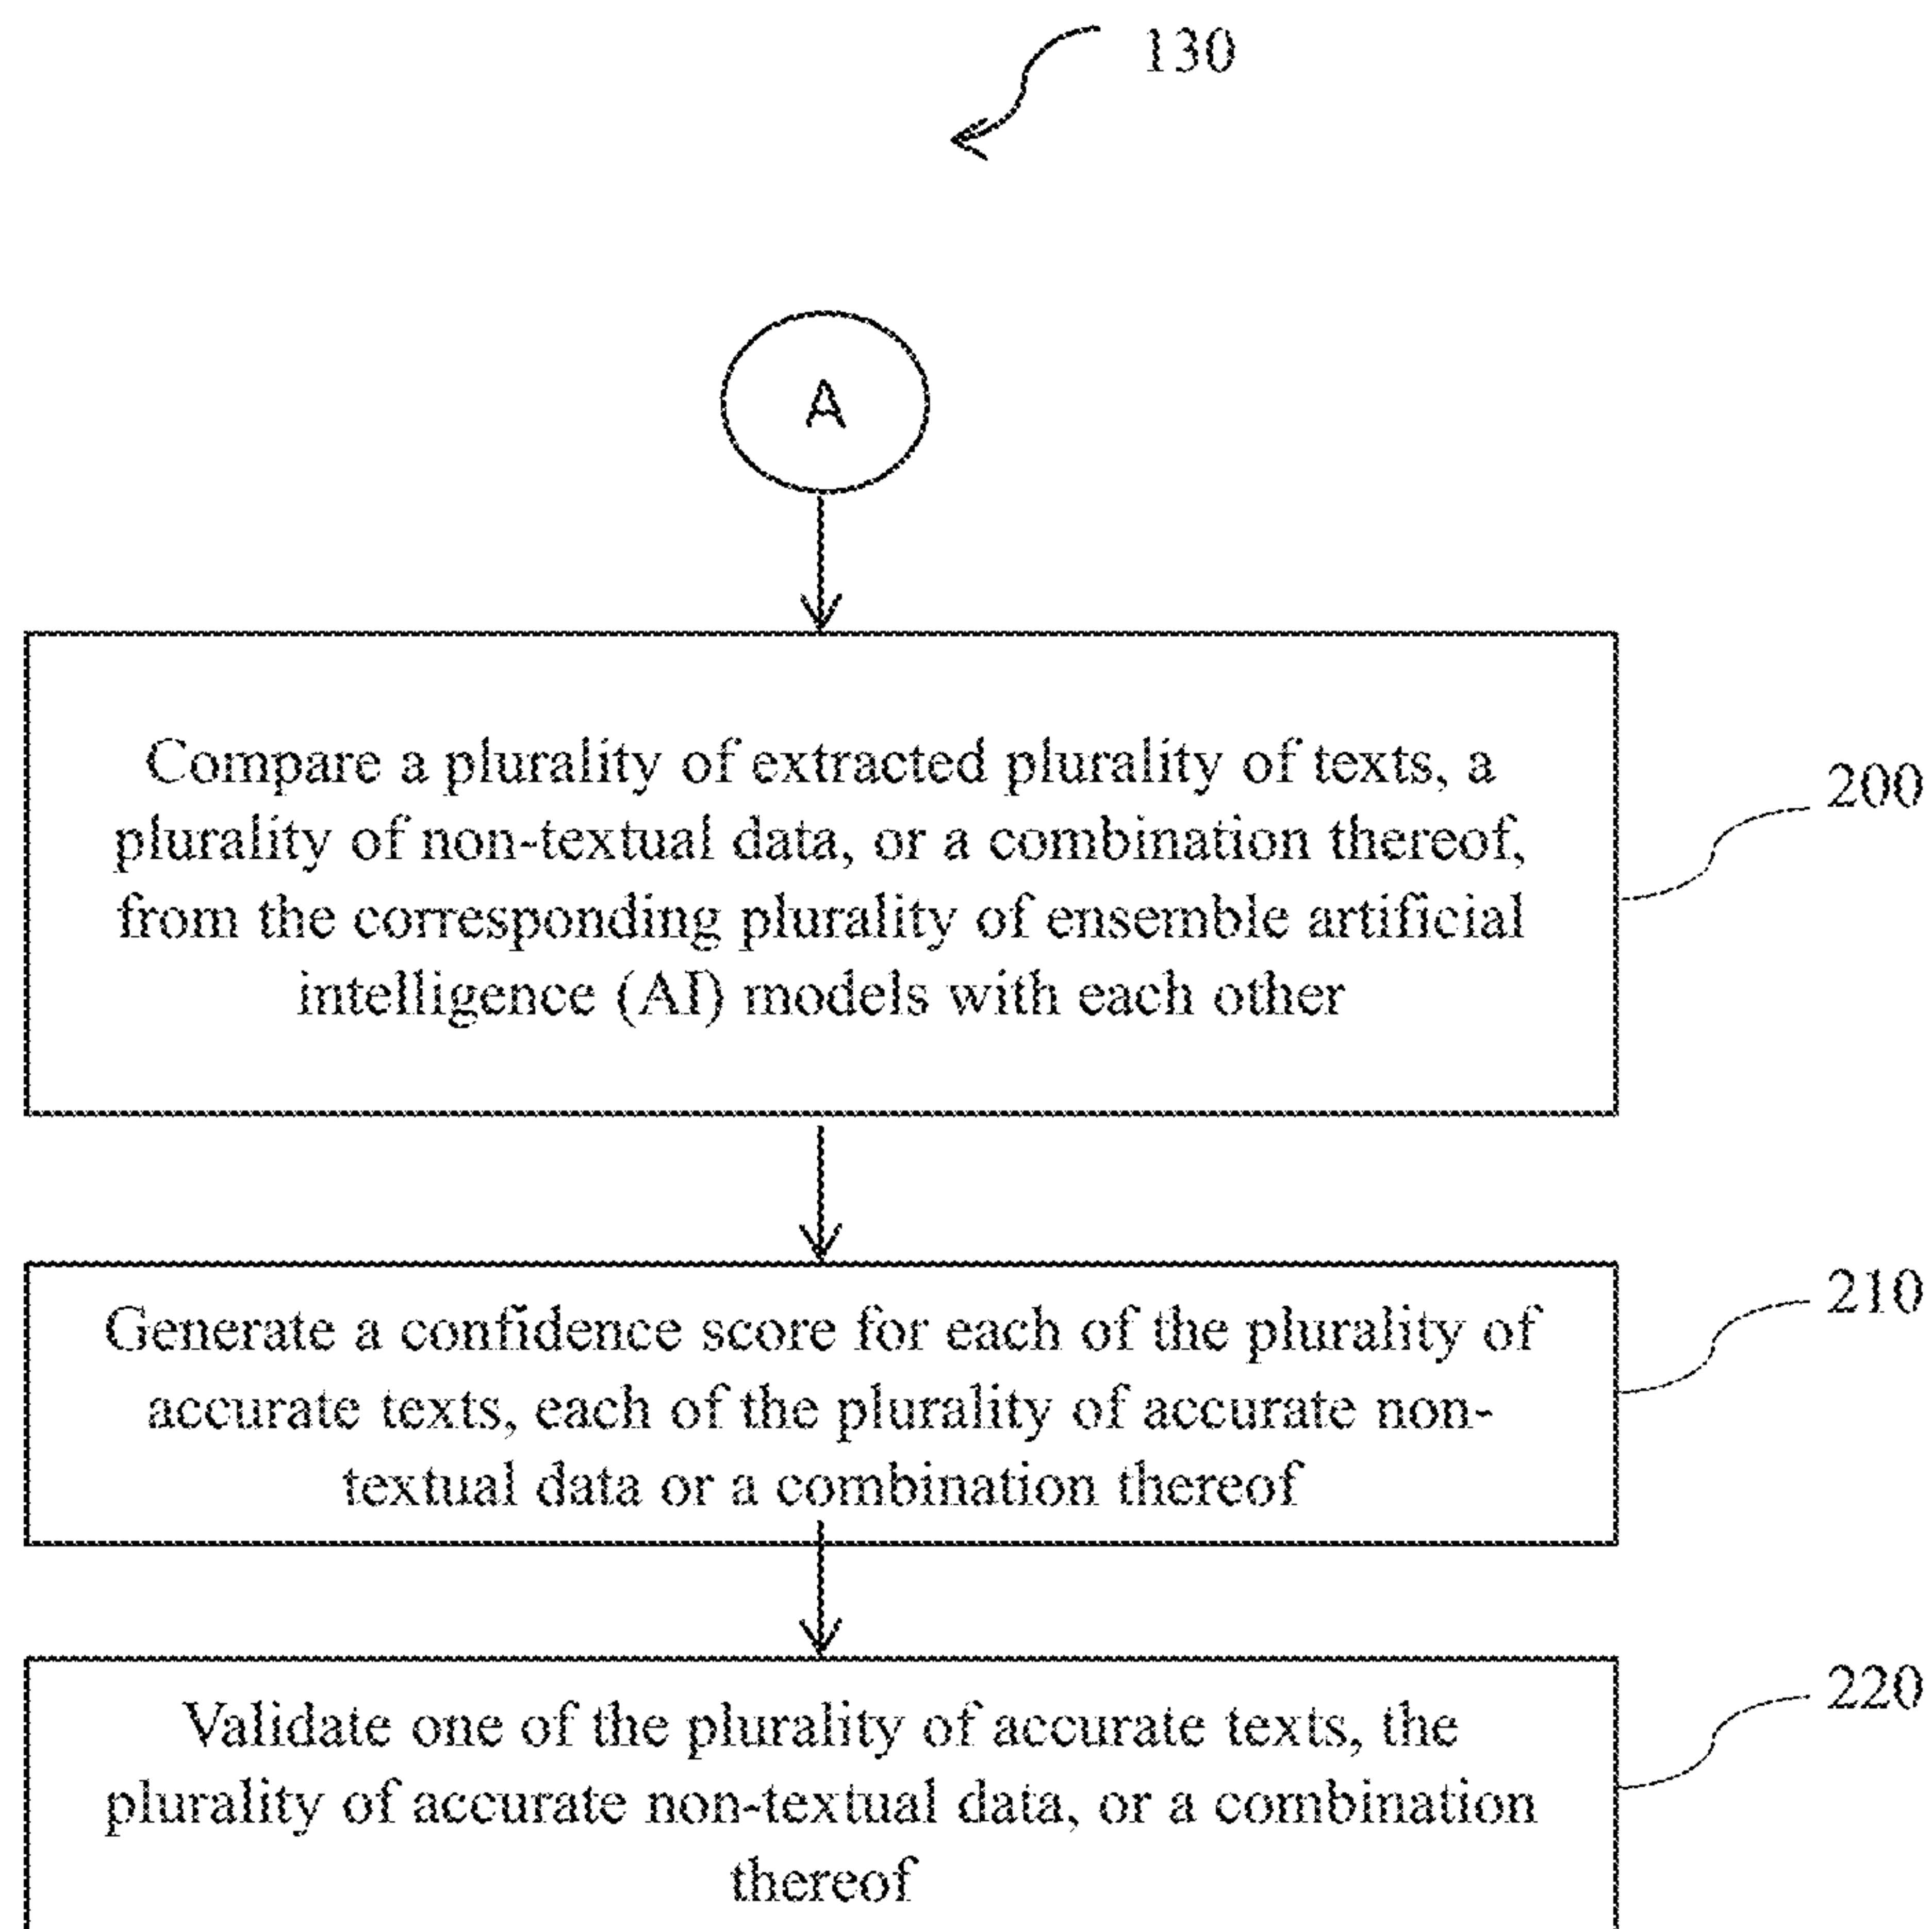 130
A
Compare a plurality of extracted plurality of texts, a
plurality of non-textual data, or a combination thereof,
from the corresponding plurality of ensemble artificial
intelligence (AI) models with each other
200
Generate a confidence score for each of the plurality of
accurate texts, each of the plurality of accurate non-
textual data or a combination thereof
210
Validate one of the plurality of accurate texts, the
plurality of accurate non-textual data, or a combination
thereof
220